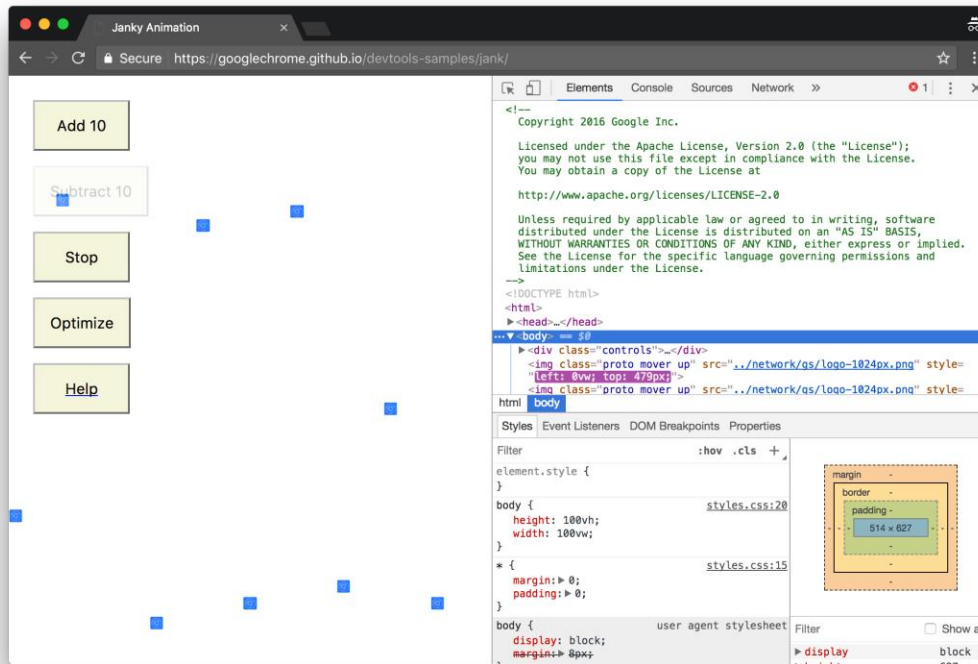 Janky Animation
Secure https://googlechrome.github.io/devtools-samples/jank/
Add 10
Subtract 10
Stop
Optimize
Help
Elements Console Sources Network » 1
<!--
Copyright 2016 Google Inc.
Licensed under the Apache License, Version 2.0 (the "License");
you may not use this file except in compliance with the License.
You may obtain a copy of the License at
http://www.apache.org/licenses/LICENSE-2.0
Unless required by applicable law or agreed to in writing, software
distributed under the License is distributed on an "AS IS" BASIS,
WITHOUT WARRANTIES OR CONDITIONS OF ANY KIND, either express or implied.
See the License for the specific language governing permissions and
limitations under the License.
-->
<!DOCTYPE html>
<html>
▶<head>…</head>
…▼<body> == $0
▶<div class="controls">…</div>
<img class="proto mover up" src="../network/gs/logo-1024px.png" style=
"left: 0vw; top: 479px;">
<img class="proto mover up" src="../network/gs/logo-1024px.png" style=
html body
Styles Event Listeners DOM Breakpoints Properties
Filter :hov .cls +
element.style {
}
body { styles.css:20
height: 100vh;
width: 100vw;
}
* { styles.css:15
margin:▶ 0;
padding:▶ 0;
}
body { user agent stylesheet
display: block;
margin:▶ 8px;
margin -
border -
padding -
514 × 627
Filter Show a
▶ display block